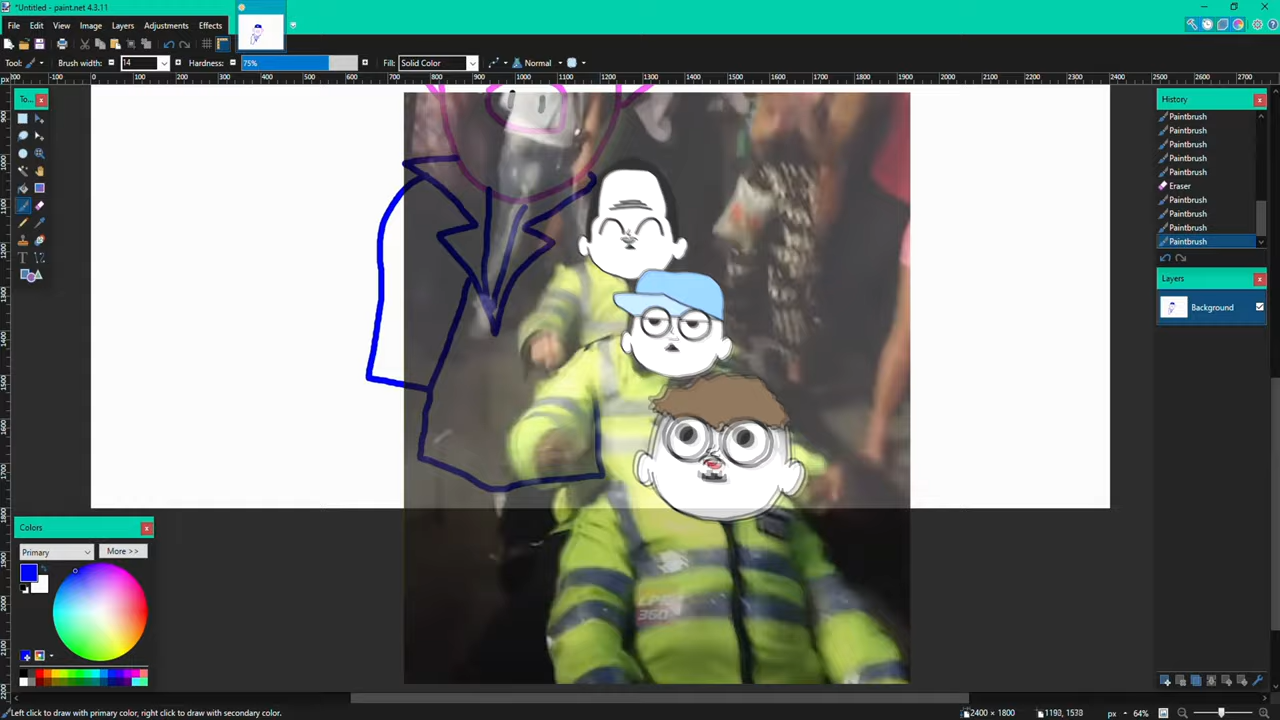 *Untitled - paint.net 4.3.11
File Edit View Image Layers Adjustments Effects
Tool: Brush width: 14 Hardness: 75% Fill: Solid Color Normal
To...
History
Paintbrush
Paintbrush
Paintbrush
Paintbrush
Paintbrush
Eraser
Paintbrush
Paintbrush
Paintbrush
Paintbrush
Layers
Background
Colors
Primary More >>
360
Left click to draw with primary color, right click to draw with secondary color. 2400 × 1800 1193, 1538 px 64%